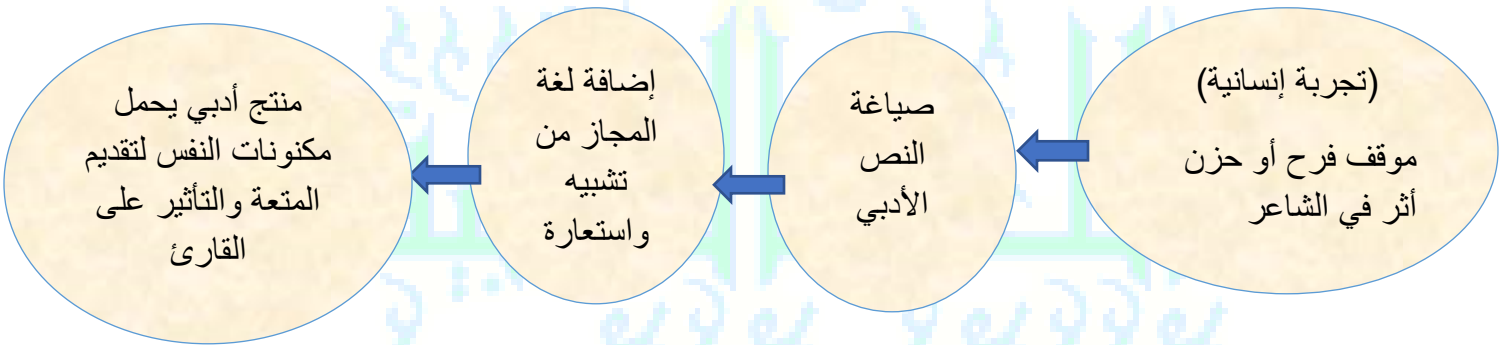 (تجربة إنسانية)
موقف فرح أو حزن
أثر في الشاعر
صياغة
النص
الأدبي
إضافة لغة
المجاز من
تشبيه
واستعارة
منتج أدبي يحمل
مكنونات النفس لتقديم
المتعة والتأثير على
القارئ